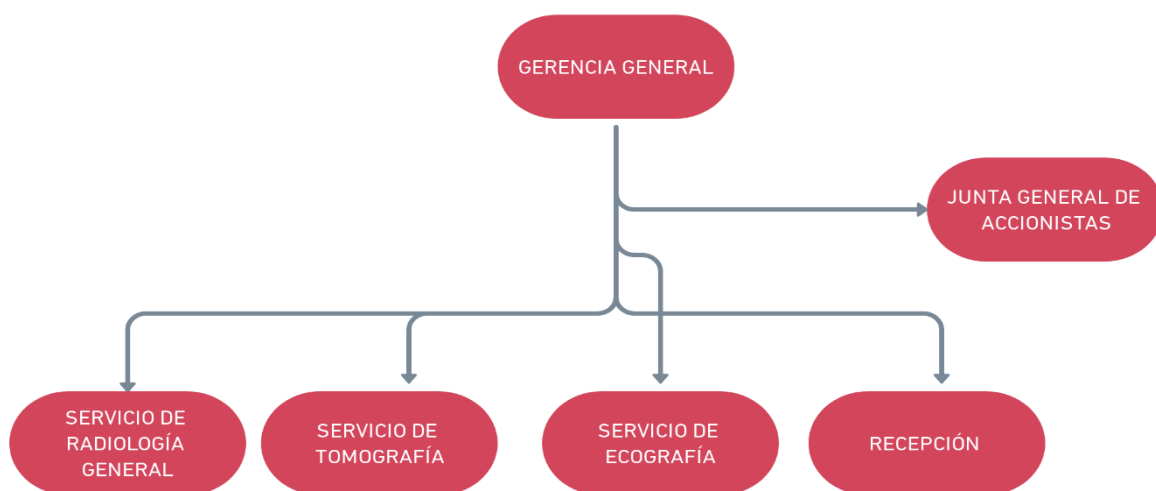 GERENCIA GENERAL
JUNTA GENERAL DE
ACCIONISTAS
SERVICIO DE
RADIOLOGÍA
GENERAL
SERVICIO DE
TOMOGRAFÍA
SERVICIO DE
ECOGRAFÍA
RECEPCIÓN